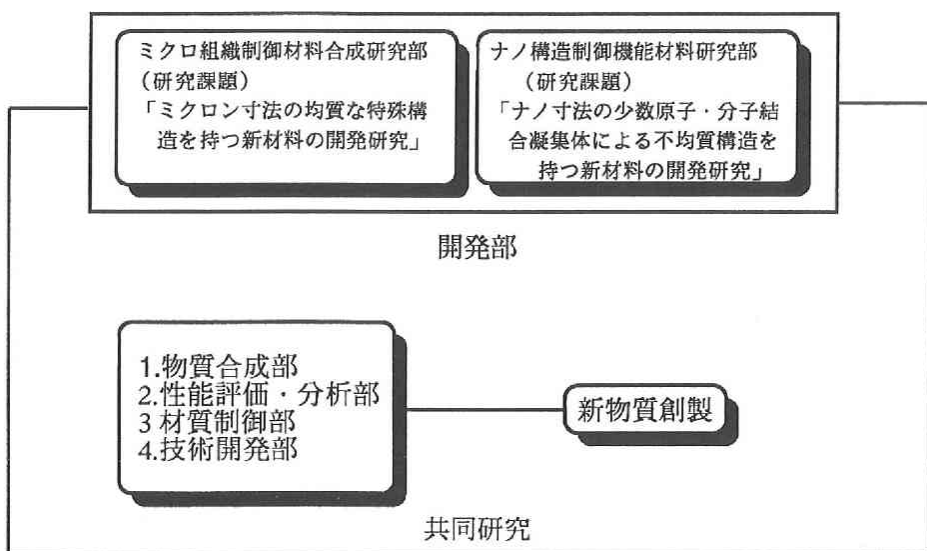 ミクロ組織制御材料合成研究部
（研究課題）
「ミクロン寸法の均質な特殊構
造を持つ新材料の開発研究」
ナノ構造制御機能材料研究部
（研究課題）
「ナノ寸法の少数原子・分子結
合凝集体による不均質構造を
持つ新材料の開発研究」
開発部
1.物質合成部
2.性能評価・分析部
3 材質制御部
4.技術開発部
新物質創製
共同研究